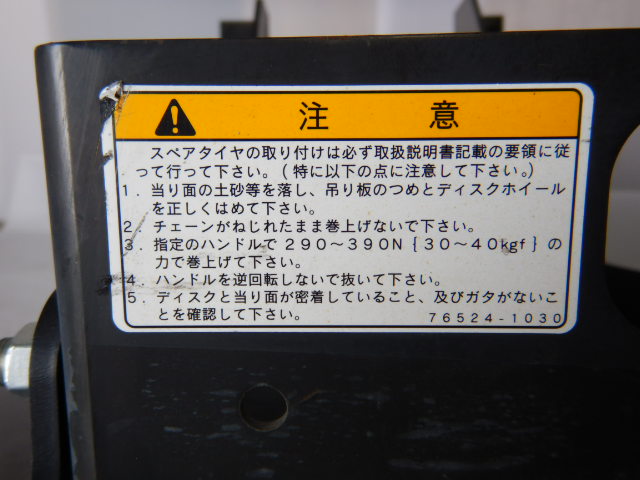 注意
スペアタイヤの取り付けは必ず取扱説明書記載の要領に従
って行って下さい。(特に以下の点に注意して下さい。)
1．当り面の土砂等を落し、吊り板のつめとディスクホイール
を正しくはめて下さい。
2．チェーンがねじれたまま巻上げないで下さい。
3．指定のハンドルで290～390N{30～40kgf}の
力で巻上げて下さい。
4．ハンドルを逆回転しないで抜いて下さい。
5．ディスクと当り面が密着していること、及びガタがないこ
とを確認して下さい。
76524-1030